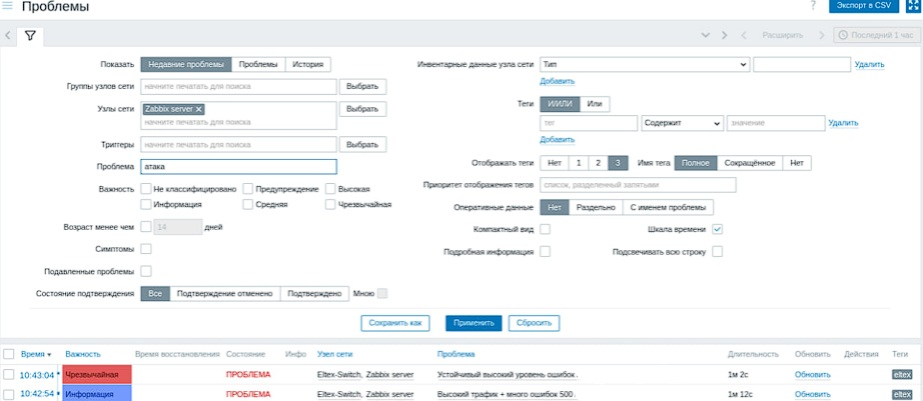 Проблемы ? Экспорт в CSV
Расширить Последний 1 час
Показать Недавние проблемы Проблемы История Инвентарные данные узла сети Тип Удалить
Группы узлов сети начните печатать для поиска Выбрать Добавить
Узлы сети Zabbix server Выбрать Теги И/ИЛИ Или
начните печатать для поиска тег Содержит значение Удалить
Триггеры начните печатать для поиска Выбрать Добавить
Проблема атака Отображать теги Нет 1 2 3 Имя тега Полное Сокращённое Нет
Важность Не классифицировано Предупреждение Высокая Приоритет отображения тегов список, разделенный запятыми
Информация Средняя Чрезвычайная Оперативные данные Нет Раздельно С именем проблемы
Возраст менее чем 14 дней Компактный вид Шкала времени
Симптомы Подробная информация Подсвечивать всю строку
Подавленные проблемы
Состояние подтверждения Все Подтверждение отменено Подтверждено Мною
Сохранить как Применить Сбросить
Время Важность Время восстановления Состояние Инфо Узел сети Проблема Длительность Обновить Действия Теги
10:43:04 Чрезвычайная ПРОБЛЕМА Eltex-Switch, Zabbix server Устойчивый высокий уровень ошибок. 1м 2с Обновить eltex
10:42:54 Информация ПРОБЛЕМА Eltex-Switch, Zabbix server Высокий трафик + много ошибок 500. 1м 12с Обновить eltex